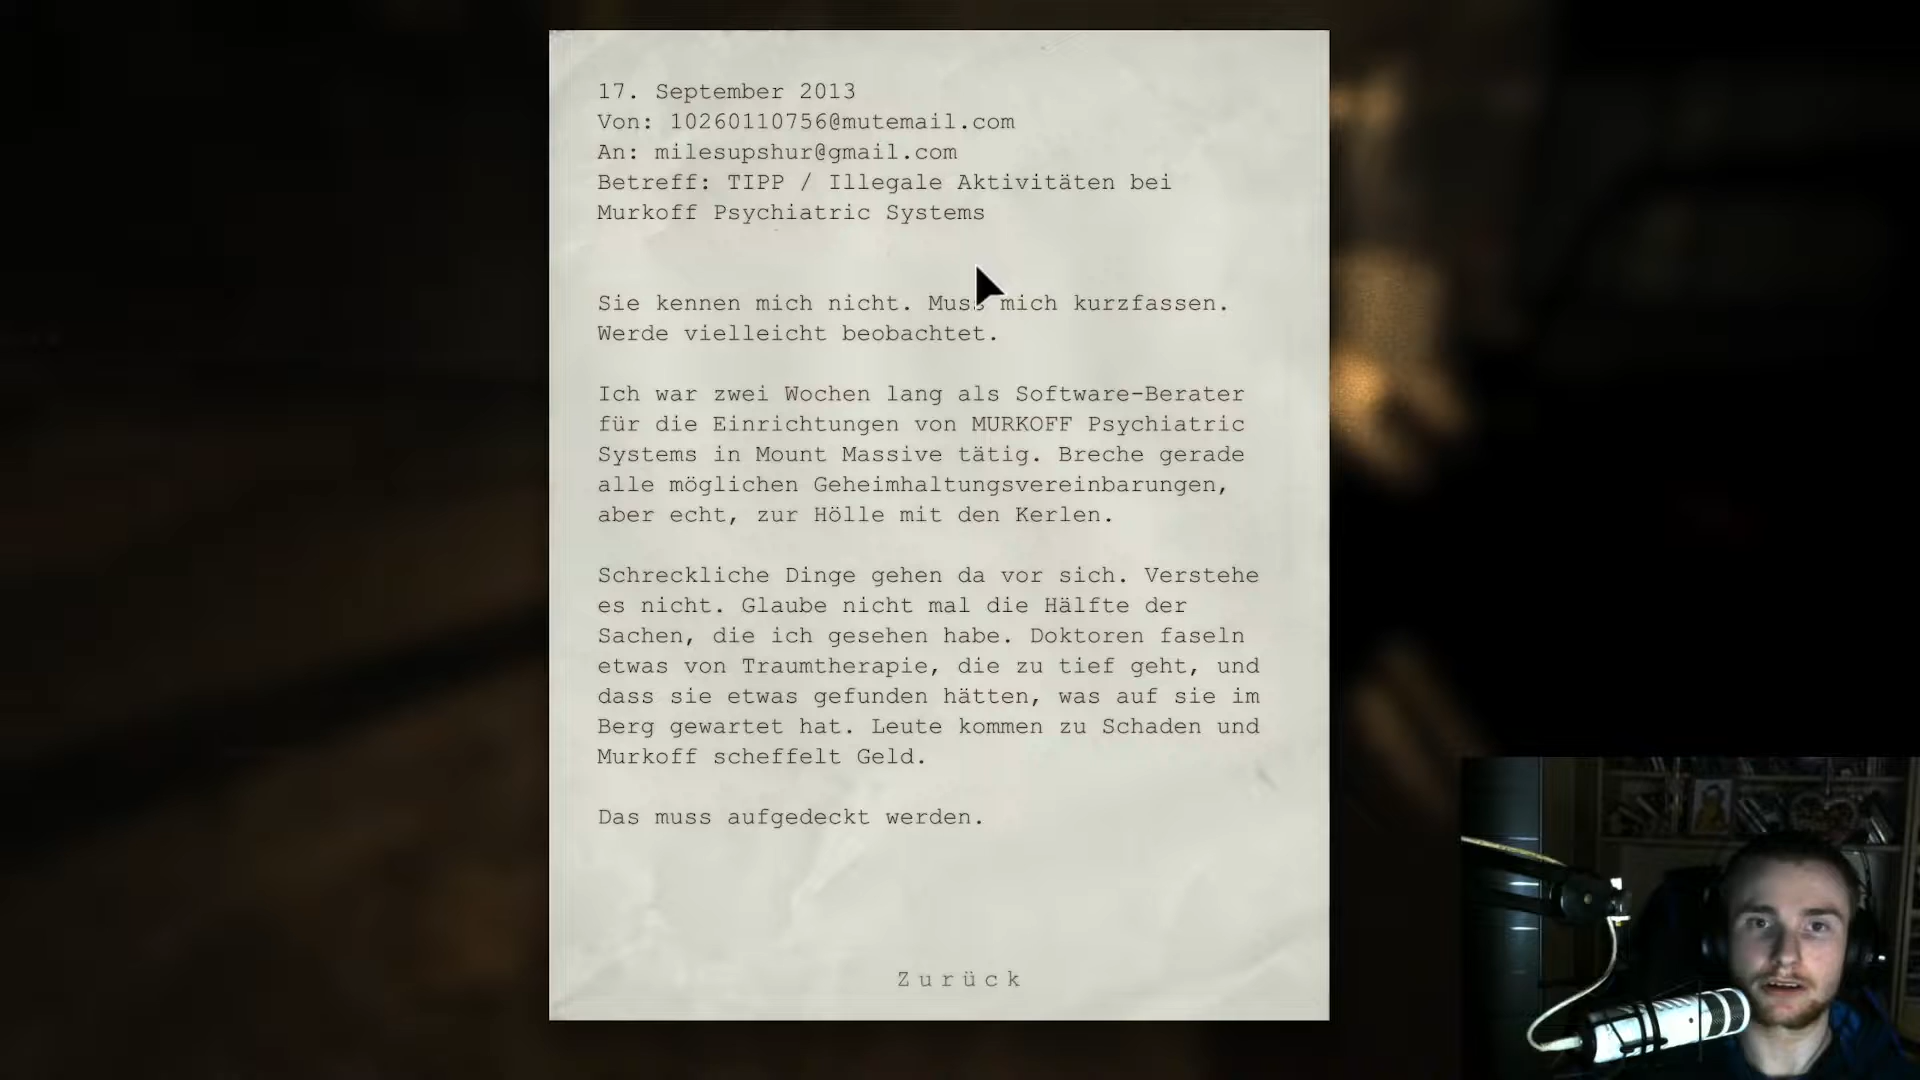 17. September 2013
Von: 10260110756@mutemail.com
An: milesupshur@gmail.com
Betreff: TIPP / Illegale Aktivitäten bei
Murkoff Psychiatric Systems
Sie kennen mich nicht. Muss mich kurzfassen.
Werde vielleicht beobachtet.
Ich war zwei Wochen lang als Software-Berater
für die Einrichtungen von MURKOFF Psychiatric
Systems in Mount Massive tätig. Breche gerade
alle möglichen Geheimhaltungsvereinbarungen,
aber echt, zur Hölle mit den Kerlen.
Schreckliche Dinge gehen da vor sich. Verstehe
es nicht. Glaube nicht mal die Hälfte der
Sachen, die ich gesehen habe. Doktoren faseln
etwas von Traumtherapie, die zu tief geht, und
dass sie etwas gefunden hätten, was auf sie im
Berg gewartet hat. Leute kommen zu Schaden und
Murkoff scheffelt Geld.
Das muss aufgedeckt werden.
Zurück